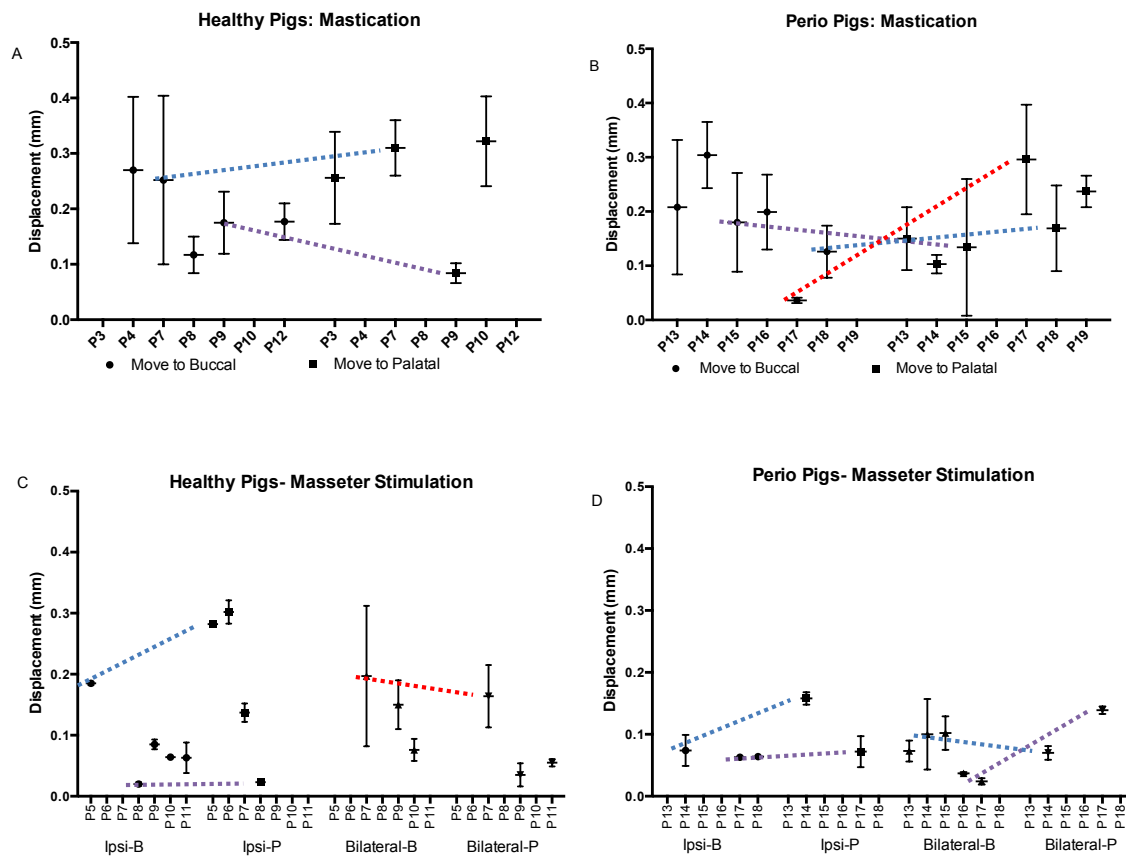 A
Healthy Pigs: Mastication
Displacement (mm)
0.5
0.4
0.3
0.2
0.1
0.0
P3 P4 P7 P8 P9 P10 P12 P3 P4 P7 P8 P9 P10 P12
Move to Buccal Move to Palatal
B
Perio Pigs: Mastication
Displacement (mm)
0.5
0.4
0.3
0.2
0.1
0.0
P13 P14 P15 P16 P17 P18 P19 P13 P14 P15 P16 P17 P18 P19
Move to Buccal Move to Palatal
C
Healthy Pigs- Masseter Stimulation
Displacement (mm)
0.5
0.4
0.3
0.2
0.1
0.0
P5 P6 P7 P8 P9 P10 P11 P5 P6 P7 P8 P9 P10 P11 P5 P6 P7 P8 P9 P10 P11 P5 P6 P7 P8 P9 P10 P11
Ipsi-B Ipsi-P Bilateral-B Bilateral-P
D
Perio Pigs- Masseter Stimulation
Displacement (mm)
0.5
0.4
0.3
0.2
0.1
0.0
P13 P14 P15 P16 P17 P18 P13 P14 P15 P16 P17 P18 P13 P14 P15 P16 P17 P18 P13 P14 P15 P16 P17 P18
Ipsi-B Ipsi-P Bilateral-B Bilateral-P